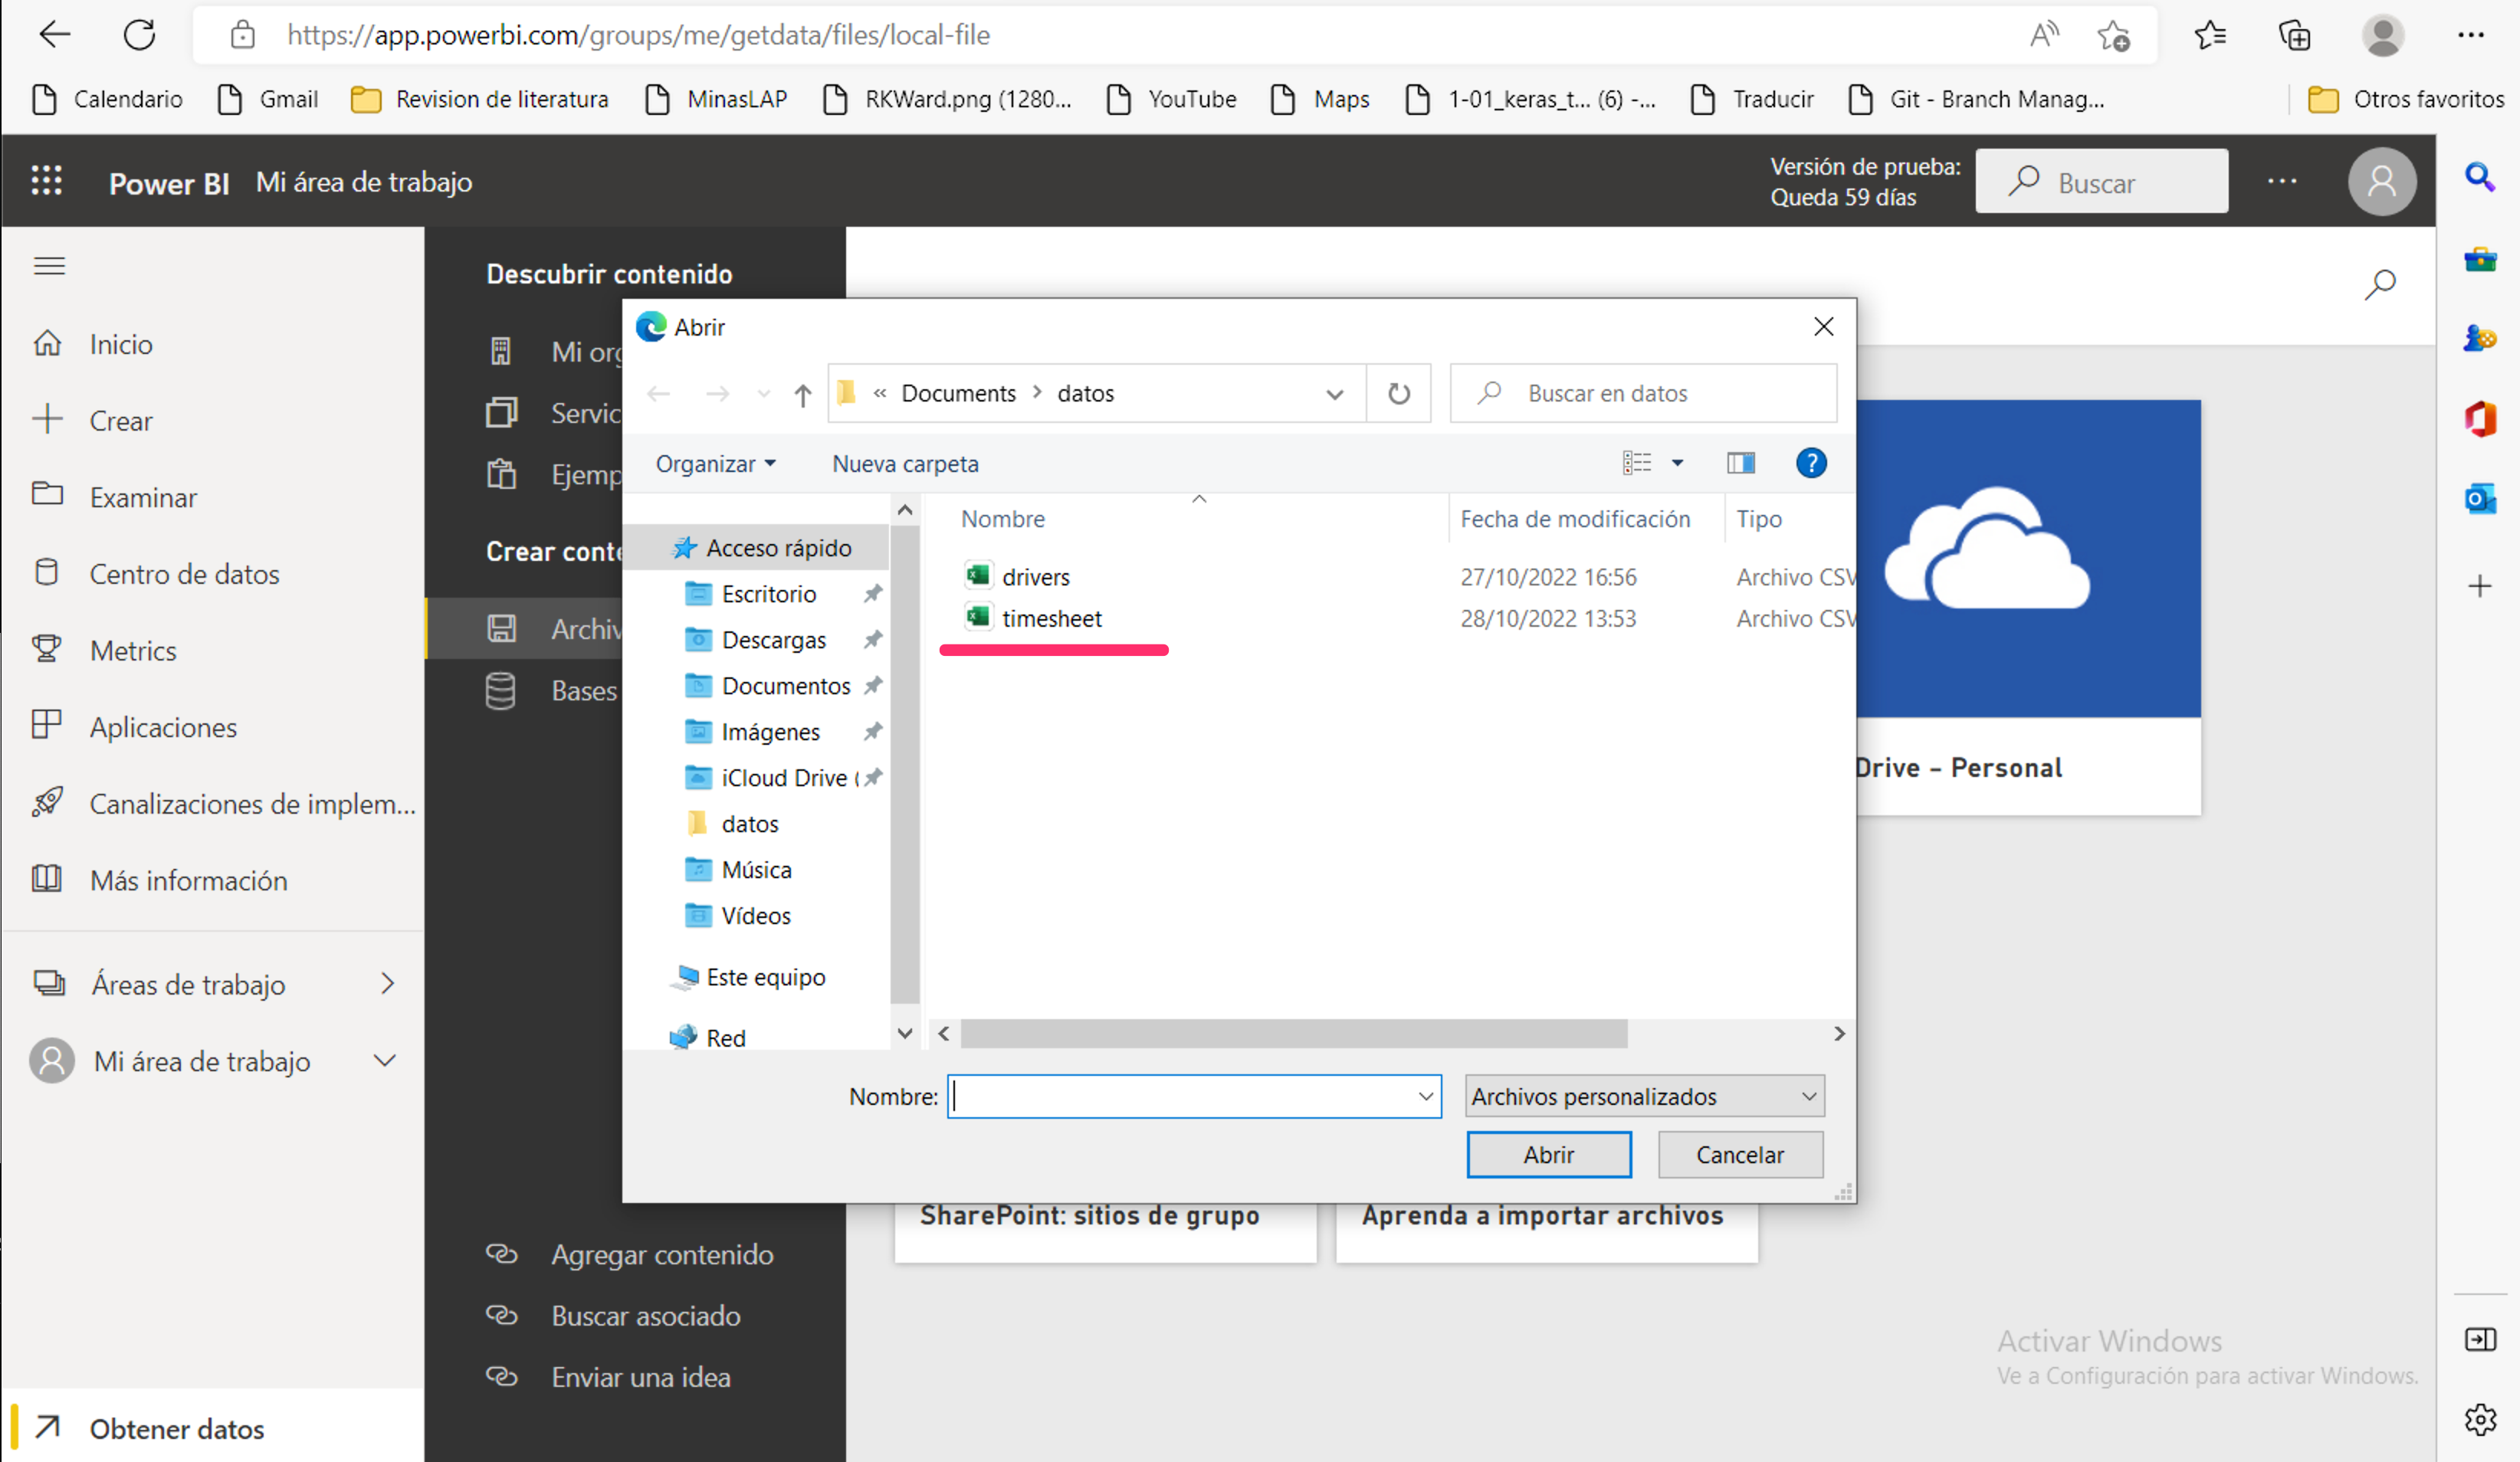 https://app.powerbi.com/groups/me/getdata/files/local-file
Calendario Gmail Revision de literatura MinasLAP RKWard.png (1280... YouTube Maps 1-01_keras_t... (6) -... Traducir Git - Branch Manag... Otros favoritos
Power BI Mi área de trabajo
Versión de prueba:
Queda 59 días
Buscar
Inicio
Crear
Examinar
Centro de datos
Metrics
Aplicaciones
Canalizaciones de implem...
Más información
Áreas de trabajo
Mi área de trabajo
Obtener datos
Descubrir contenido
Mi org
Servic
Ejemp
Crear conte
Archiv
Bases
Agregar contenido
Buscar asociado
Enviar una idea
Abrir
« Documents > datos
Buscar en datos
Organizar Nueva carpeta
Acceso rápido
Escritorio
Descargas
Documentos
Imágenes
iCloud Drive (
datos
Música
Vídeos
Este equipo
Red
Nombre Fecha de modificación Tipo
drivers 27/10/2022 16:56 Archivo CSV
timesheet 28/10/2022 13:53 Archivo CSV
Nombre:
Archivos personalizados
Abrir Cancelar
Drive – Personal
SharePoint: sitios de grupo
Aprenda a importar archivos
Activar Windows
Ve a Configuración para activar Windows.